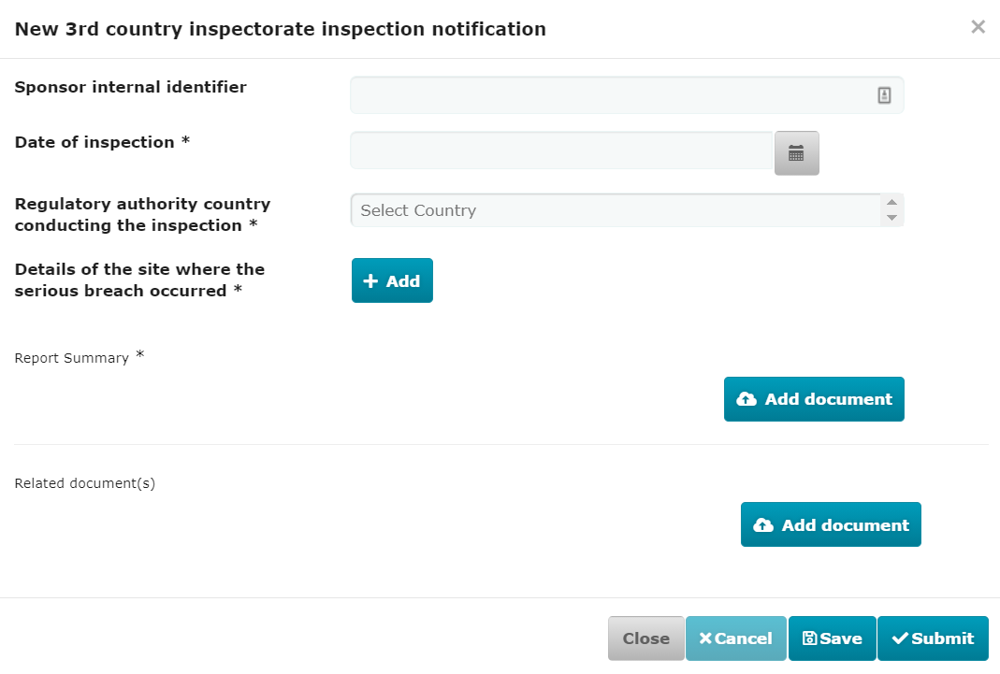 New 3rd country inspectorate inspection notification
Sponsor internal identifier
Date of inspection *
Regulatory authority country
conducting the inspection *
Select Country
Details of the site where the
serious breach occurred *
Add
Report Summary *
Add document
Related document(s)
Add document
Close Cancel Save Submit